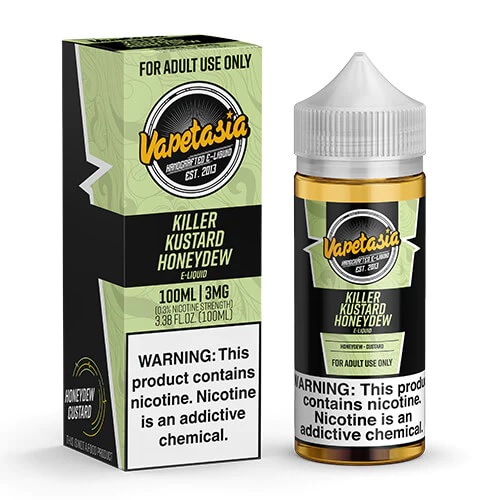 FOR ADULT USE ONLY
Vapetasia
HANDCRAFTED E-LIQUID
EST. 2013
KILLER
KUSTARD
HONEYDEW
E-LIQUID
100ML | 3MG
(0.3% NICOTINE STRENGTH)
3.38 FL.OZ. (100ML)
WARNING: This
product contains
nicotine. Nicotine
is an addictive
chemical.
HONEYDEW
CUSTARD
Vapetasia
HANDCRAFTED E-LIQUID
EST. 2013
KILLER
KUSTARD
HONEYDEW
E-LIQUID
HONEYDEW - CUSTARD
FOR ADULT USE ONLY
WARNING: This product
contains nicotine.
Nicotine is an
addictive chemical.